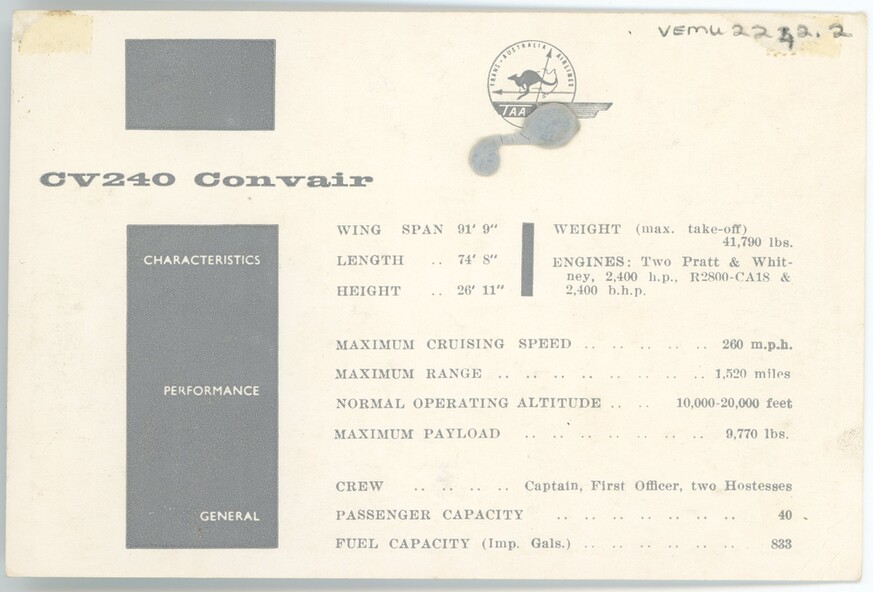 VEMU 2242.2
TRANS · AUSTRALIA AIRLINES
TAA
CV240 Convair
CHARACTERISTICS
WING SPAN 91' 9"
LENGTH .. 74' 8"
HEIGHT .. 26' 11"
WEIGHT (max. take-off)
41,790 lbs.
ENGINES: Two Pratt & Whit-
ney, 2,400 h.p., R2800-CA18 &
2,400 b.h.p.
PERFORMANCE
MAXIMUM CRUISING SPEED .. .. .. .. .. 260 m.p.h.
MAXIMUM RANGE .. .. .. .. .. .. .. .. 1,520 miles
NORMAL OPERATING ALTITUDE .. .. 10,000-20,000 feet
MAXIMUM PAYLOAD .. .. .. .. .. .. .. 9,770 lbs.
GENERAL
CREW .. .. .. .. Captain, First Officer, two Hostesses
PASSENGER CAPACITY .. .. .. .. .. .. .. 40
FUEL CAPACITY (Imp. Gals.) .. .. .. .. .. .. 833